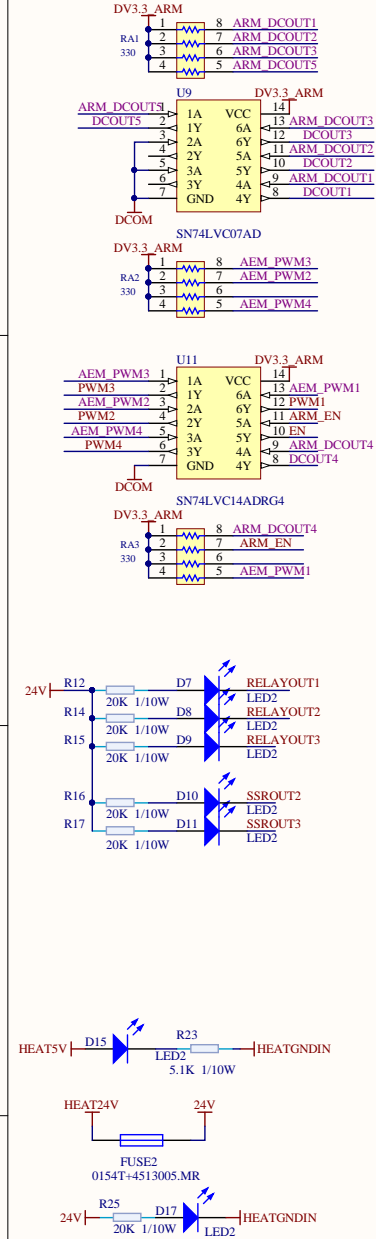 DV3.3_ARM
1 8 ARM_DCOUT1
RA1 2 7 ARM_DCOUT2
330 3 6 ARM_DCOUT3
4 5 ARM_DCOUT5
U9 DV3.3_ARM
ARM_DCOUT5 1 1A VCC 14
DCOUT5 2 1Y 6A 13 ARM_DCOUT3
3 2A 6Y 12 DCOUT3
4 2Y 5A 11 ARM_DCOUT2
5 3A 5Y 10 DCOUT2
6 3Y 4A 9 ARM_DCOUT1
7 GND 4Y 8 DCOUT1
DCOM
SN74LVC07AD
DV3.3_ARM
1 8 AEM_PWM3
RA2 2 7 AEM_PWM2
330 3 6
4 5 AEM_PWM4
U11 DV3.3_ARM
AEM_PWM3 1 1A VCC 14
PWM3 2 1Y 6A 13 AEM_PWM1
AEM_PWM2 3 2A 6Y 12 PWM1
PWM2 4 2Y 5A 11 ARM_EN
AEM_PWM4 5 3A 5Y 10 EN
PWM4 6 3Y 4A 9 ARM_DCOUT4
7 GND 4Y 8 DCOUT4
DCOM
SN74LVC14ADRG4
DV3.3_ARM
1 8 ARM_DCOUT4
RA3 2 7 ARM_EN
330 3 6
4 5 AEM_PWM1
24V R12 D7 RELAYOUT1
20K 1/10W LED2
R14 D8 RELAYOUT2
20K 1/10W LED2
R15 D9 RELAYOUT3
20K 1/10W LED2
R16 D10 SSROUT2
20K 1/10W LED2
R17 D11 SSROUT3
20K 1/10W LED2
HEAT5V D15 R23 HEATGNDIN
LED2 5.1K 1/10W
HEAT24V 24V
FUSE2
0154T+4513005.MR
24V R25 D17 HEATGNDIN
20K 1/10W LED2